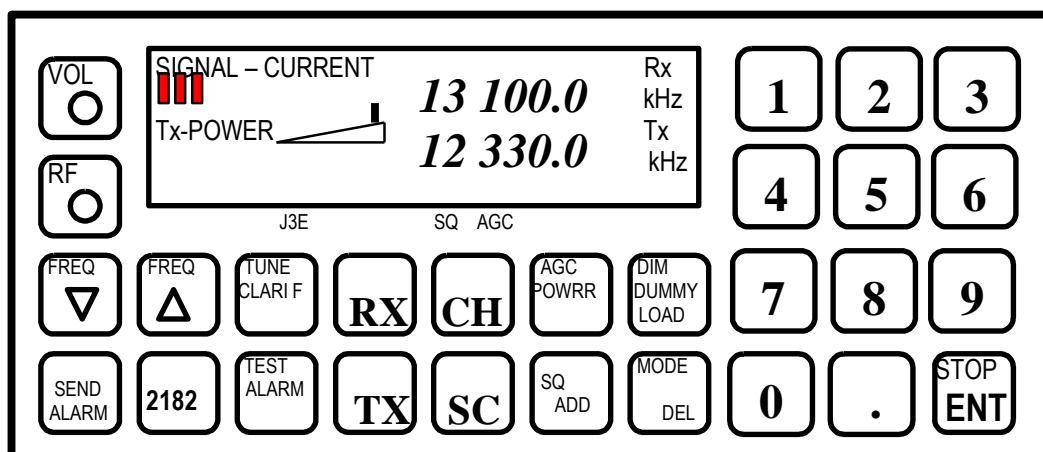 VOL
SIGNAL – CURRENT
13 100.0
Rx
kHz
Tx-POWER
12 330.0
Tx
kHz
RF
J3E SQ AGC
1 2 3
4 5 6
FREQ
FREQ
TUNE
CLARI F
RX
CH
AGC
POWRR
DIM
DUMMY
LOAD
7 8 9
SEND
ALARM
2182
TEST
ALARM
TX
SC
SQ
ADD
MODE
DEL
0 .
STOP
ENT